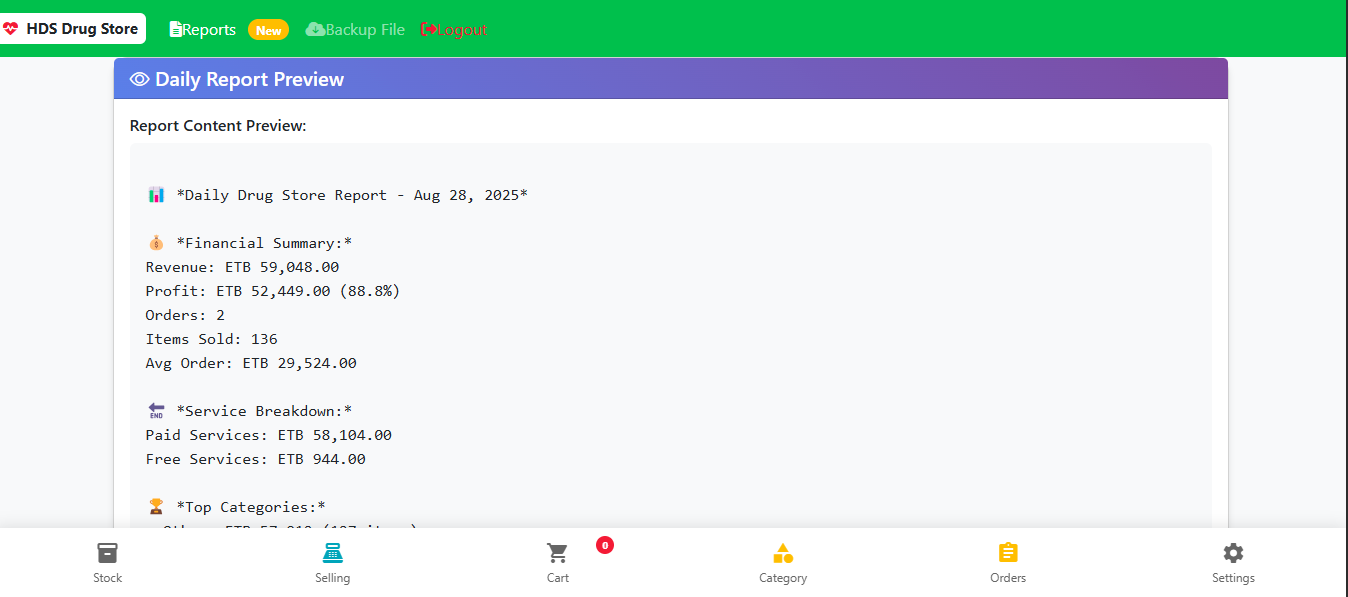 HDS Drug Store
Reports
New
Backup File
Logout
Daily Report Preview
Report Content Preview:
📊 *Daily Drug Store Report - Aug 28, 2025*
💰 *Financial Summary:*
Revenue: ETB 59,048.00
Profit: ETB 52,449.00 (88.8%)
Orders: 2
Items Sold: 136
Avg Order: ETB 29,524.00
🔚 *Service Breakdown:*
Paid Services: ETB 58,104.00
Free Services: ETB 944.00
🏆 *Top Categories:*
0
Stock
Selling
Cart
Category
Orders
Settings